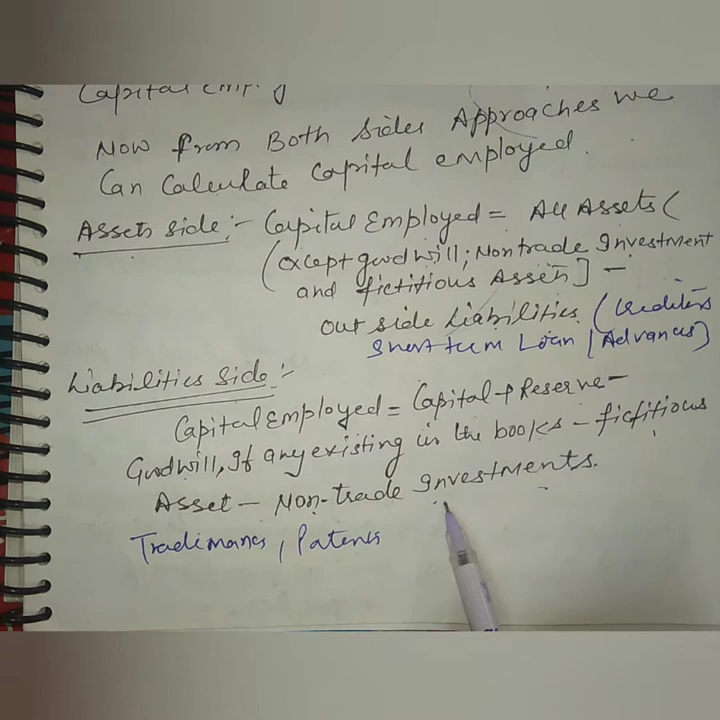 Capital Emp.
Now from Both sides Approaches we
Can Calculate Capital employed.
Assets side :- Capital Employed = All Assets (
(except goodwill; Non trade Investment
and fictitious Assets] -
out side Liabilities (Creditors
Short term Loan / Advances)
Liabilities Side :-
Capital Employed = Capital + Reserve -
Goodwill, If any existing in the books - fictitious
Asset - Non-trade Investments.
Trademarks, Patents